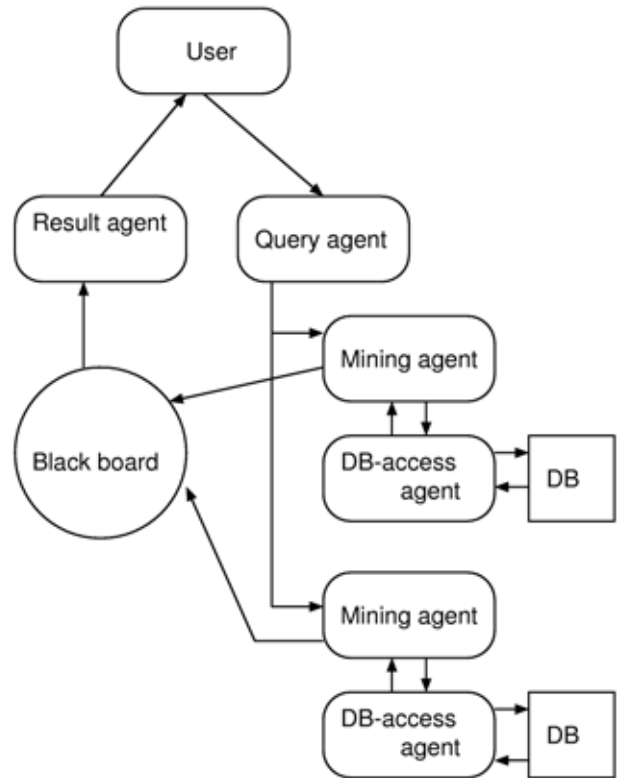 User
Result agent
Query agent
Mining agent
Black board
DB-access
agent
DB
Mining agent
DB-access
agent
DB